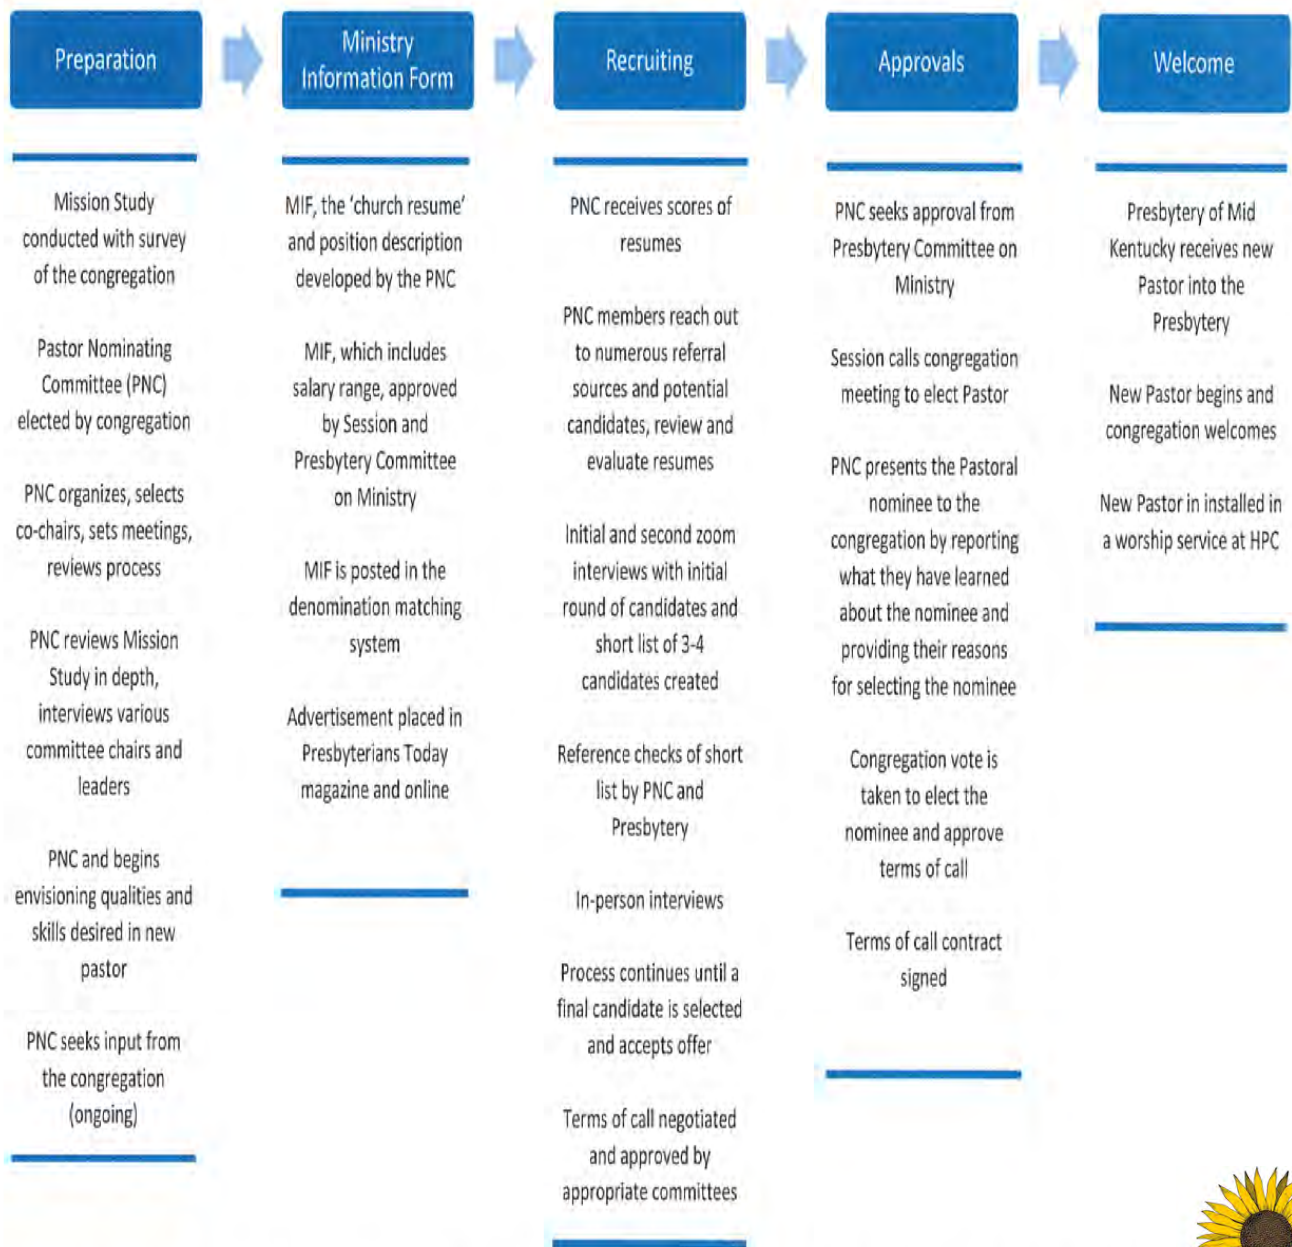 Preparation
Mission Study
conducted with survey
of the congregation
Pastor Nominating
Committee (PNC)
elected by congregation
PNC organizes, selects
co-chairs, sets meetings,
reviews process
PNC reviews Mission
Study in depth,
interviews various
committee chairs and
leaders
PNC and begins
envisioning qualities and
skills desired in new
pastor
PNC seeks input from
the congregation
(ongoing)
Ministry
Information Form
MIF, the ‘church resume’
and position description
developed by the PNC
MIF, which includes
salary range, approved
by Session and
Presbytery Committee
on Ministry
MIF is posted in the
denomination matching
system
Advertisement placed in
Presbyterians Today
magazine and online
Recruiting
PNC receives scores of
resumes
PNC members reach out
to numerous referral
sources and potential
candidates, review and
evaluate resumes
Initial and second zoom
interviews with initial
round of candidates and
short list of 3-4
candidates created
Reference checks of short
list by PNC and
Presbytery
In-person interviews
Process continues until a
final candidate is selected
and accepts offer
Terms of call negotiated
and approved by
appropriate committees
Approvals
PNC seeks approval from
Presbytery Committee on
Ministry
Session calls congregation
meeting to elect Pastor
PNC presents the Pastoral
nominee to the
congregation by reporting
what they have learned
about the nominee and
providing their reasons
for selecting the nominee
Congregation vote is
taken to elect the
nominee and approve
terms of call
Terms of call contract
signed
Welcome
Presbytery of Mid
Kentucky receives new
Pastor into the
Presbytery
New Pastor begins and
congregation welcomes
New Pastor in installed in
a worship service at HPC